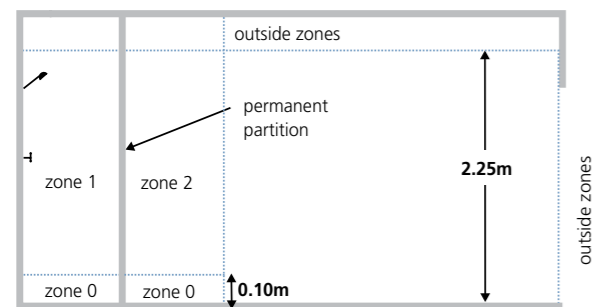 outside zones
permanent
partition
2.25m
zone 1
zone 2
outside zones
zone 0
zone 0
0.10m